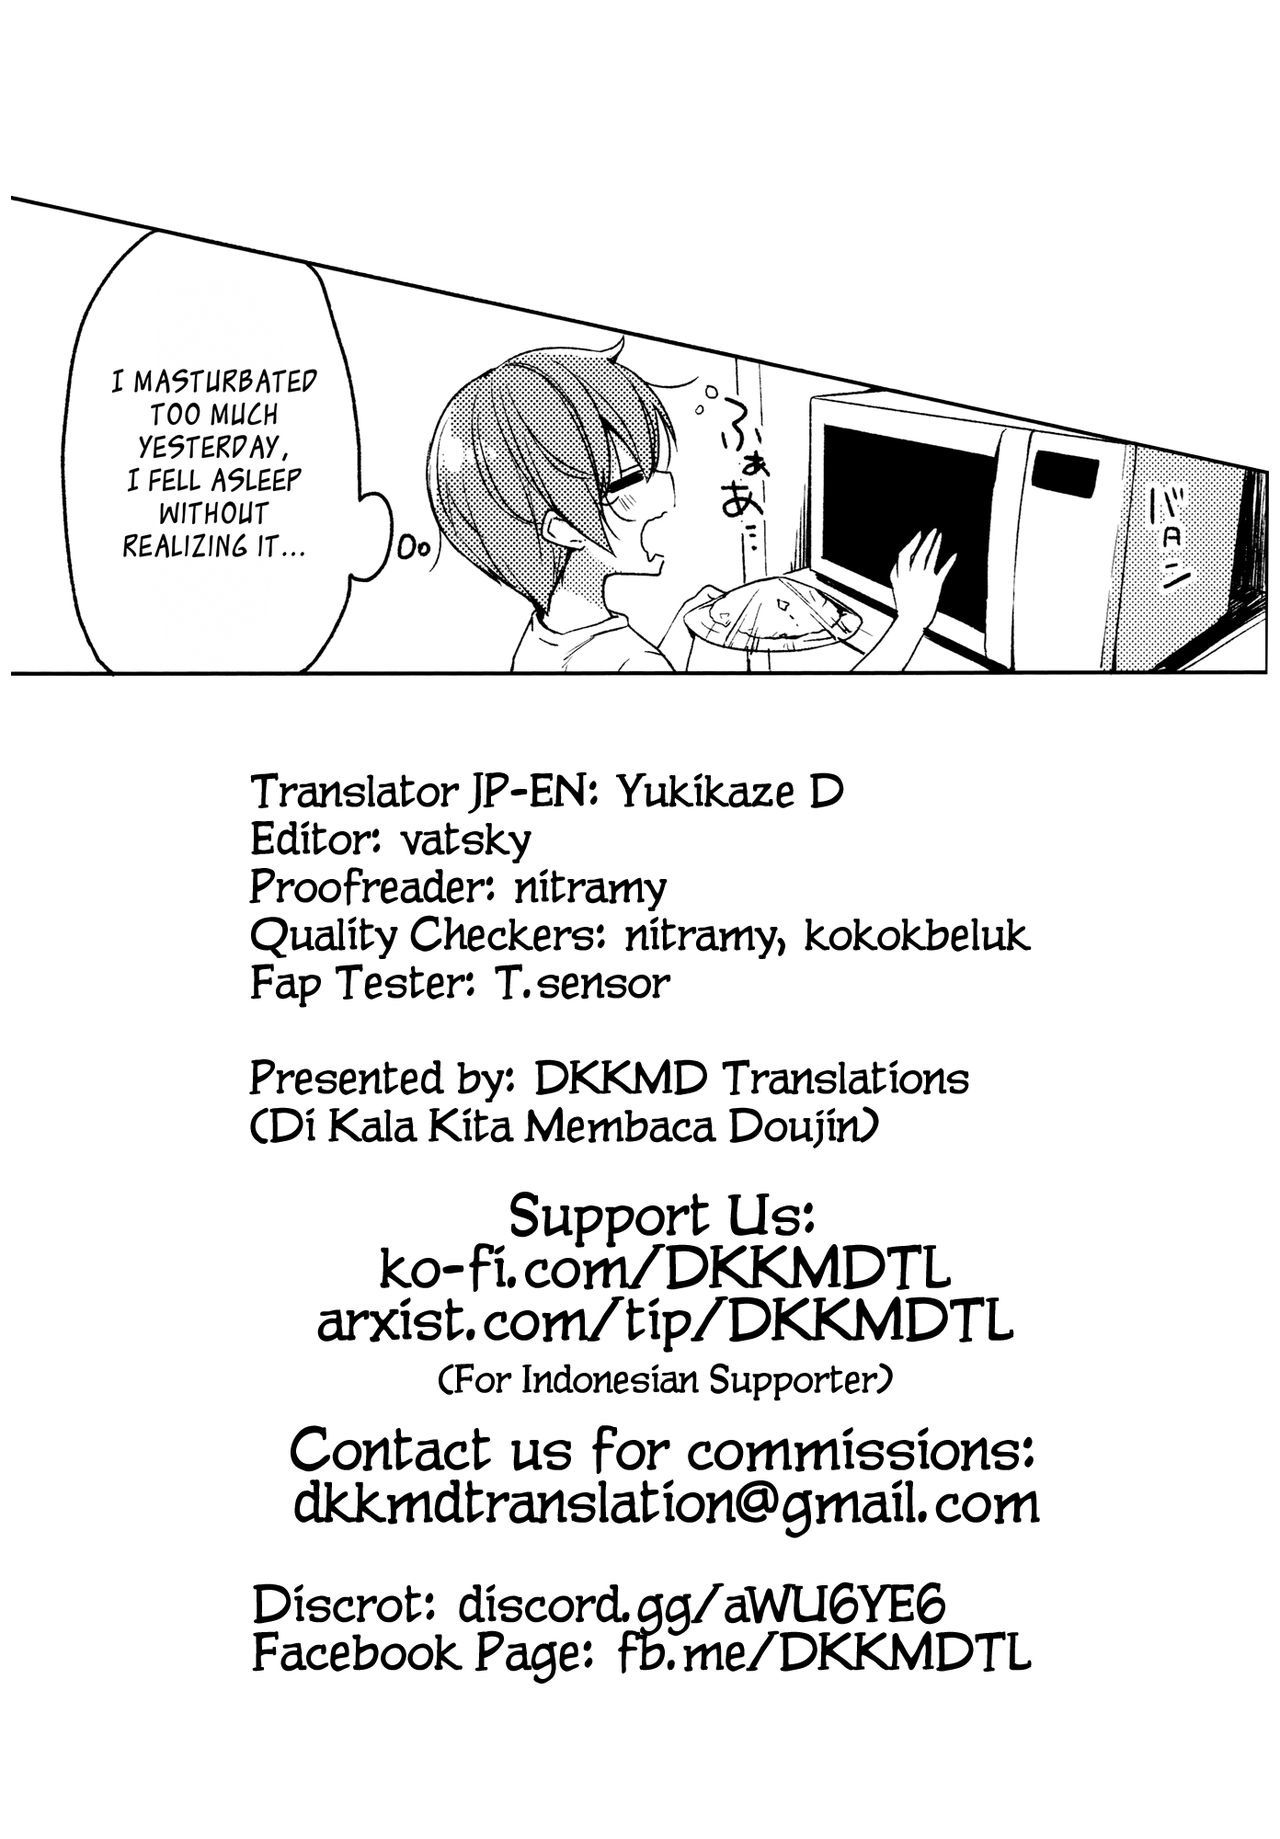 I MASTURBATED
TOO MUCH
YESTERDAY,
I FELL ASLEEP
WITHOUT
REALIZING IT...
ふぁあ…
バタン
Translator JP-EN: Yukikaze D
Editor: vatsky
Proofreader: nitramy
Quality Checkers: nitramy, kokokbeluk
Fap Tester: T.sensor
Presented by: DKKMD Translations
(Di Kala Kita Membaca Doujin)
Support Us:
ko-fi.com/DKKMDTL
arxist.com/tip/DKKMDTL
(For Indonesian Supporter)
Contact us for commissions:
dkkmdtranslation@gmail.com
Discrot: discord.gg/aWU6YE6
Facebook Page: fb.me/DKKMDTL